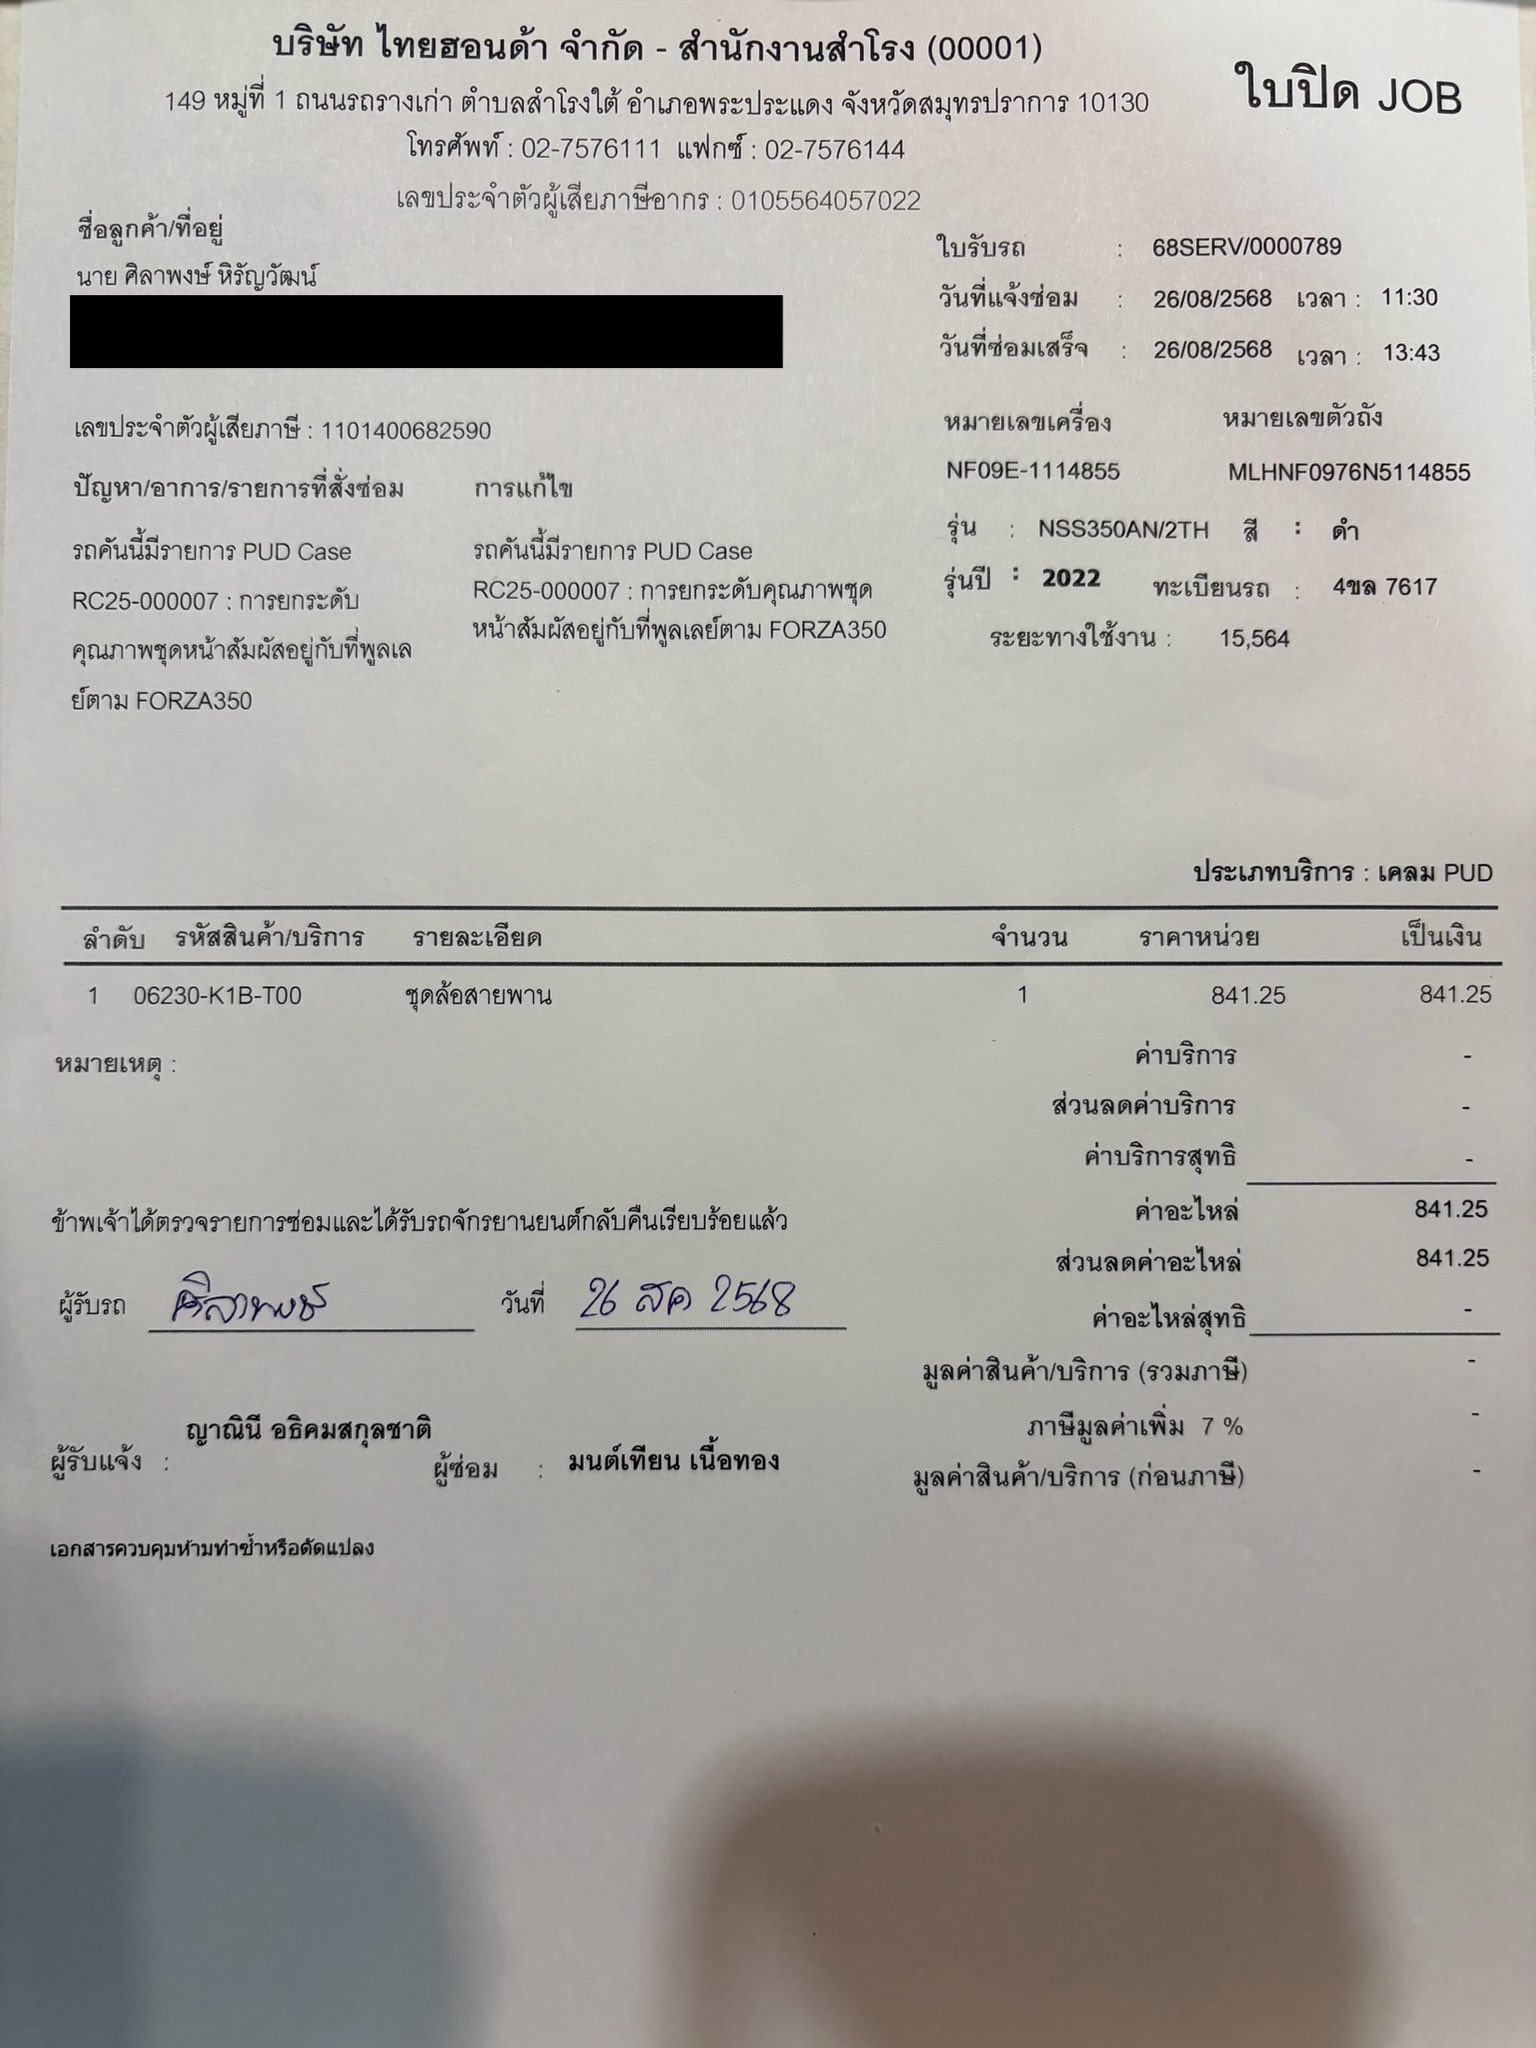 บริษัท ไทยฮอนด้า จำกัด - สำนักงานสำโรง (00001)
ใบปิด JOB
149 หมู่ที่ 1 ถนนรถรางเก่า ตำบลสำโรงใต้ อำเภอพระประแดง จังหวัดสมุทรปราการ 10130
โทรศัพท์ : 02-7576111 แฟกซ์ : 02-7576144
เลขประจำตัวผู้เสียภาษีอากร : 0105564057022
ชื่อลูกค้า/ที่อยู่
นาย ศิลาพงษ์ หิรัญวัฒน์
ใบรับรถ : 68SERV/0000789
วันที่แจ้งซ่อม : 26/08/2568 เวลา : 11:30
วันที่ซ่อมเสร็จ : 26/08/2568 เวลา : 13:43
เลขประจำตัวผู้เสียภาษี : 1101400682590
หมายเลขเครื่อง หมายเลขตัวถัง
NF09E-1114855 MLHNF0976N5114855
รุ่น : NSS350AN/2TH สี : ดำ
รุ่นปี : 2022 ทะเบียนรถ : 4ขล 7617
ระยะทางใช้งาน : 15,564
ปัญหา/อาการ/รายการที่สั่งซ่อม
รถคันนี้มีรายการ PUD Case
RC25-000007 : การยกระดับ
คุณภาพชุดหน้าสัมผัสอยู่กับที่พูลเล
ย์ตาม FORZA350
การแก้ไข
รถคันนี้มีรายการ PUD Case
RC25-000007 : การยกระดับคุณภาพชุด
หน้าสัมผัสอยู่กับที่พูลเลย์ตาม FORZA350
ประเภทบริการ : เคลม PUD
ลำดับ รหัสสินค้า/บริการ รายละเอียด จำนวน ราคาหน่วย เป็นเงิน
1 06230-K1B-T00 ชุดล้อสายพาน 1 841.25 841.25
หมายเหตุ :
ค่าบริการ -
ส่วนลดค่าบริการ -
ค่าบริการสุทธิ -
ค่าอะไหล่ 841.25
ส่วนลดค่าอะไหล่ 841.25
ค่าอะไหล่สุทธิ -
มูลค่าสินค้า/บริการ (รวมภาษี) -
ภาษีมูลค่าเพิ่ม 7 % -
มูลค่าสินค้า/บริการ (ก่อนภาษี) -
ข้าพเจ้าได้ตรวจรายการซ่อมและได้รับรถจักรยานยนต์กลับคืนเรียบร้อยแล้ว
ผู้รับรถ ศิลาพงษ์ วันที่ 26 สค 2568
ผู้รับแจ้ง : ญาณินี อธิคมสกุลชาติ
ผู้ซ่อม : มนต์เทียน เนื้อทอง
เอกสารควบคุมห้ามทำซ้ำหรือดัดแปลง